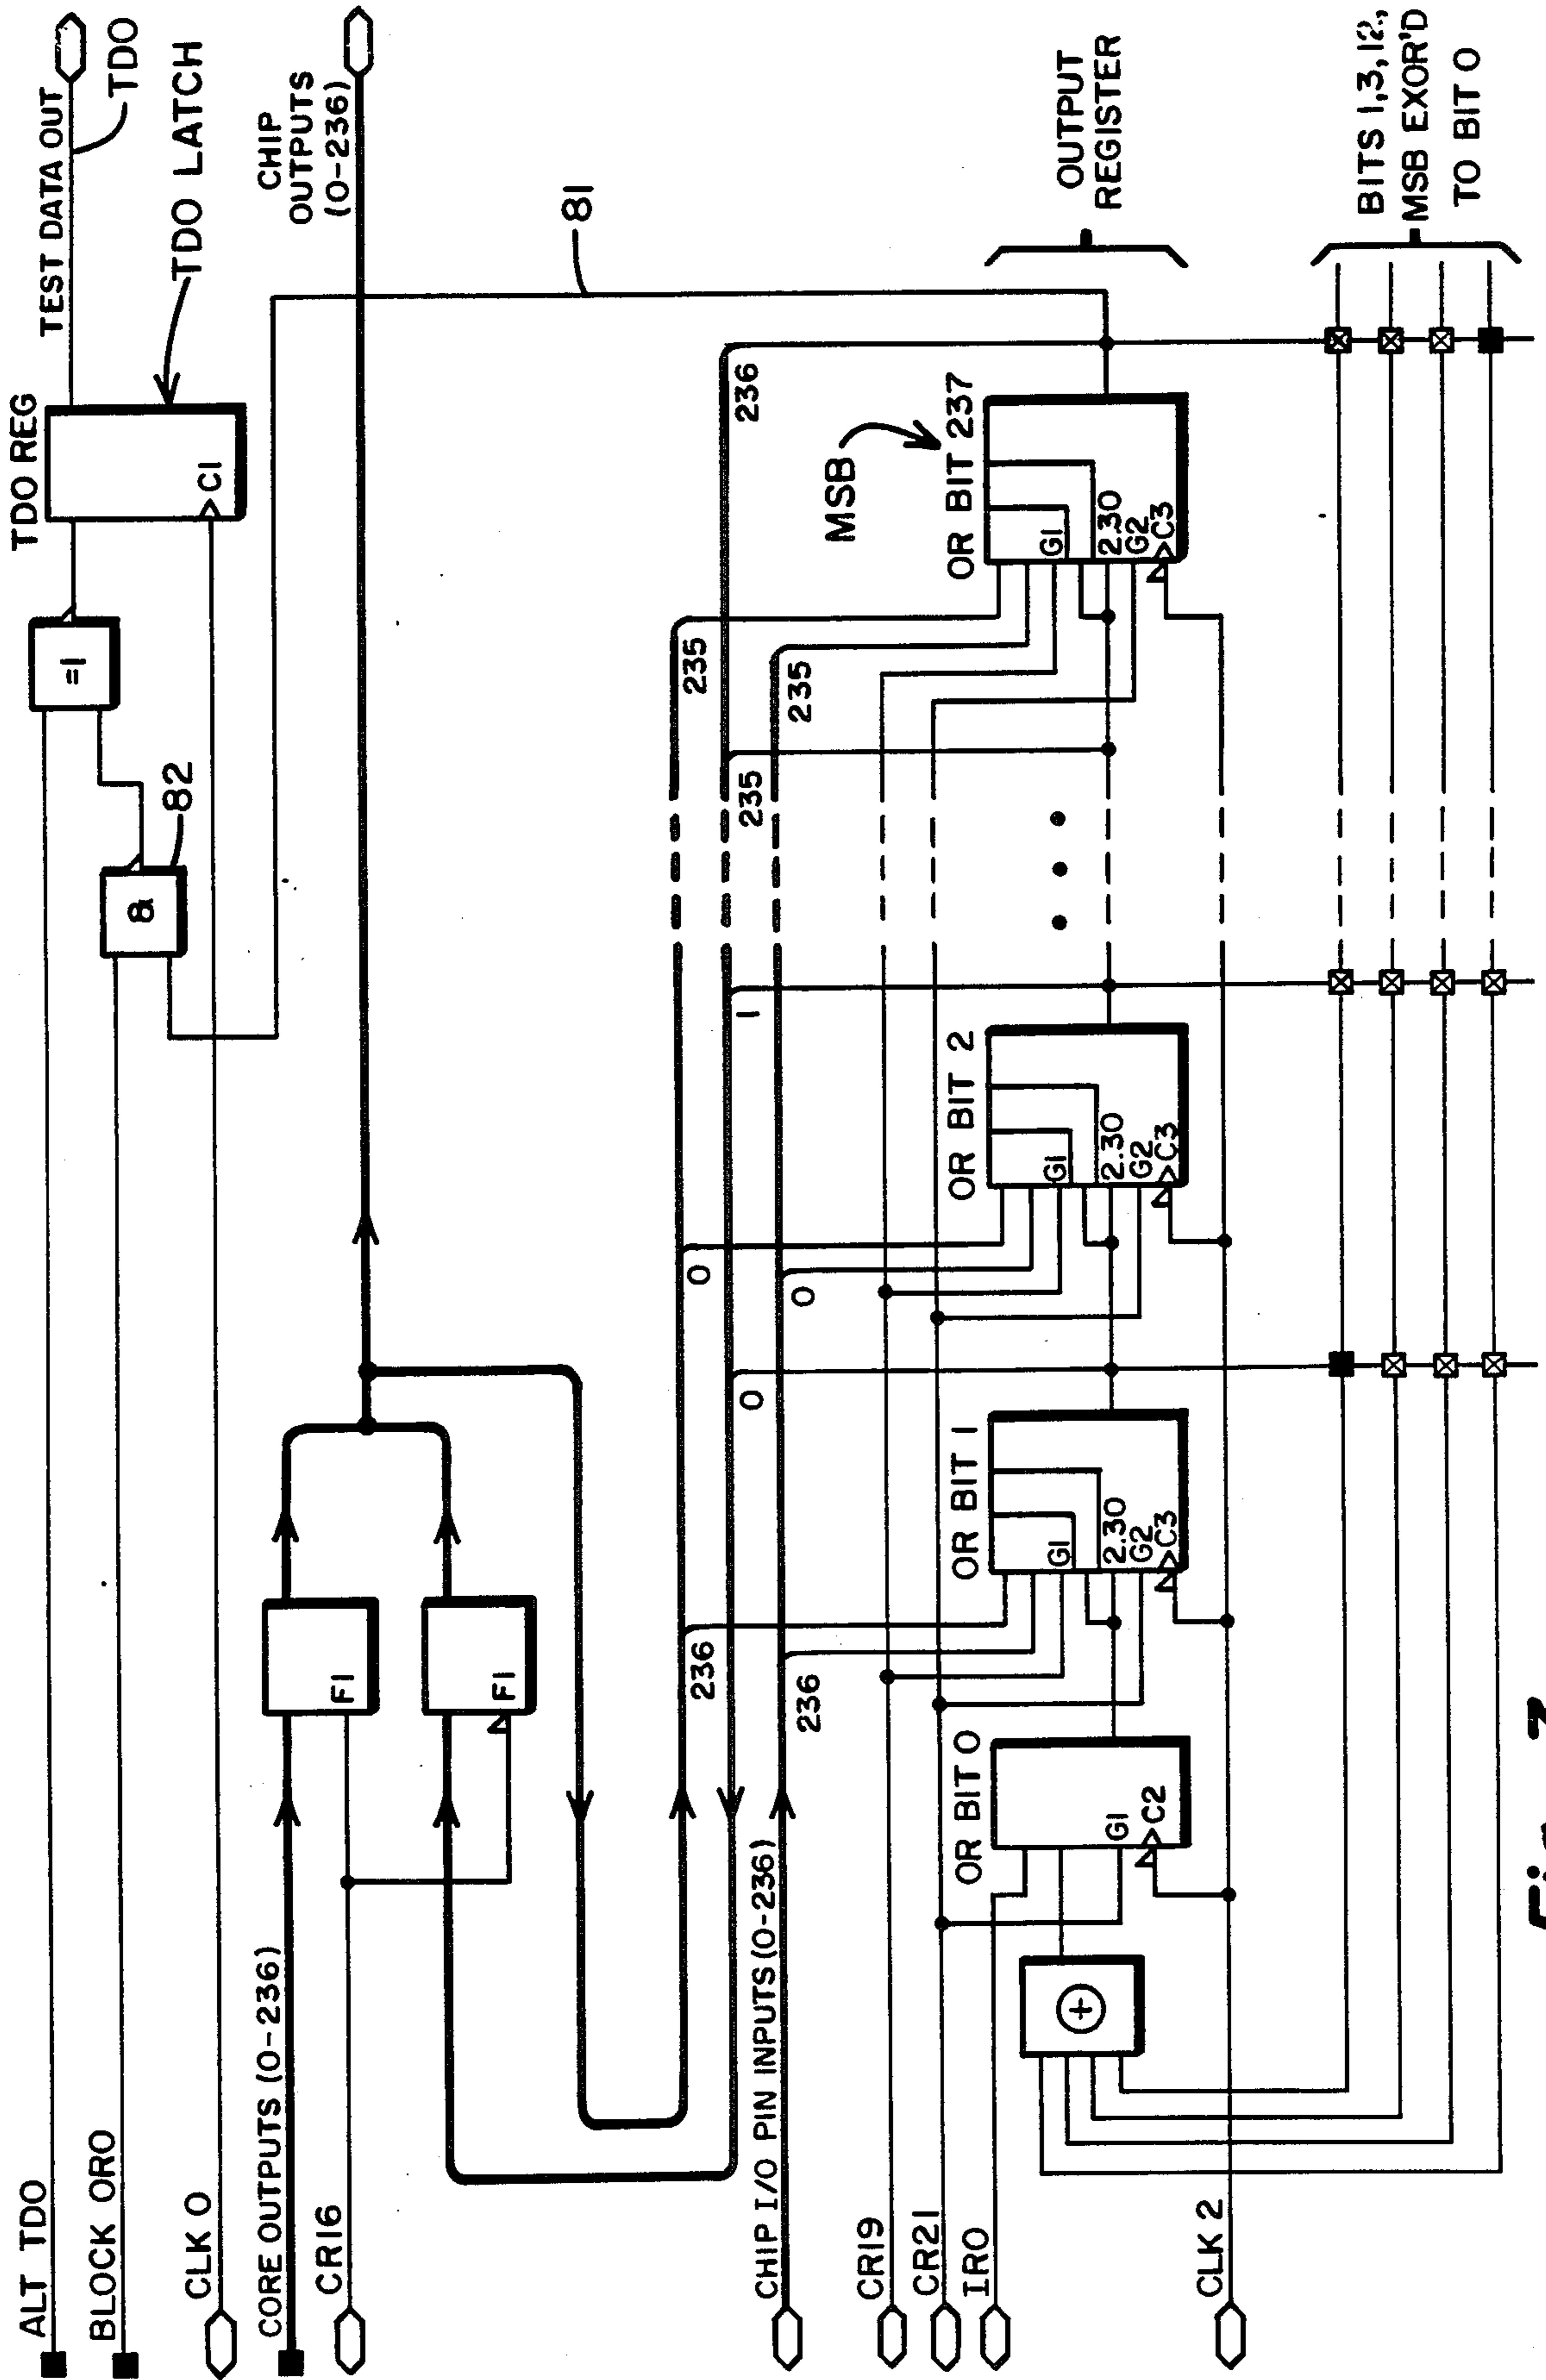 ALT TDO
BLOCK ORO
CLK 0
CORE OUTPUTS (0-236)
CR16
CHIP I/O PIN INPUTS (0-236)
CR19
CR21
IRO
CLK 2
TDO REG
C1
=1
&
82
TEST DATA OUT
TDO
TDO LATCH
CHIP
OUTPUTS
(0-236)
81
F1
F1
236
236
0
0
0
1
235
235
235
236
MSB
OR BIT 0
G1
C2
OR BIT 1
G1
2.30
G2
C3
OR BIT 2
G1
2.30
G2
C3
OR BIT 237
G1
2.30
G2
C3
+
OUTPUT
REGISTER
BITS 1,3,12,
MSB EXOR'D
TO BIT 0